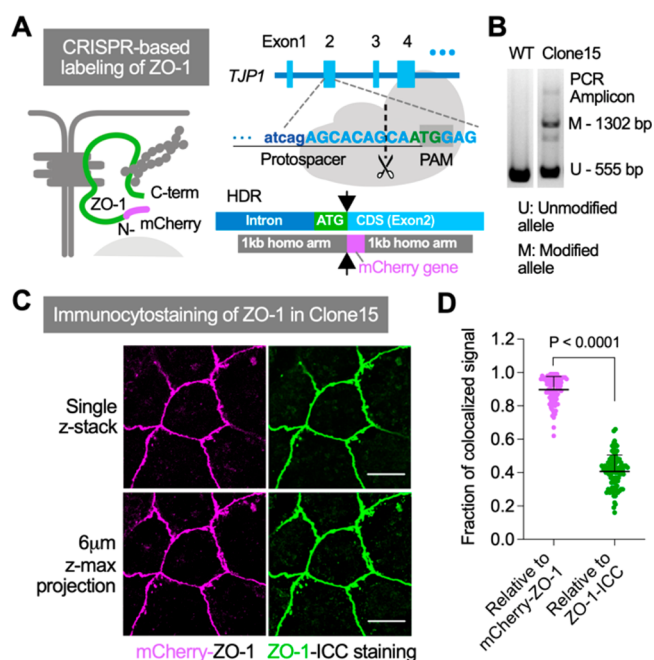 A
CRISPR-based
labeling of ZO-1
ZO-1
C-term
N-
mCherry
Exon1 2 3 4 •••
TJP1
••• atcagAGCACAGCAATGGAG
Protospacer
PAM
HDR
Intron ATG CDS (Exon2)
1kb homo arm 1kb homo arm
mCherry gene
B
WT Clone15
PCR
Amplicon
M - 1302 bp
U - 555 bp
U: Unmodified
allele
M: Modified
allele
C
Immunocytostaining of ZO-1 in Clone15
Single
z-stack
6μm
z-max
projection
mCherry-ZO-1 ZO-1-ICC staining
D
P < 0.0001
Fraction of colocalized signal
1.2
1.0
0.8
0.6
0.4
0.2
0.0
Relative to
mCherry-ZO-1
Relative to
ZO-1-ICC